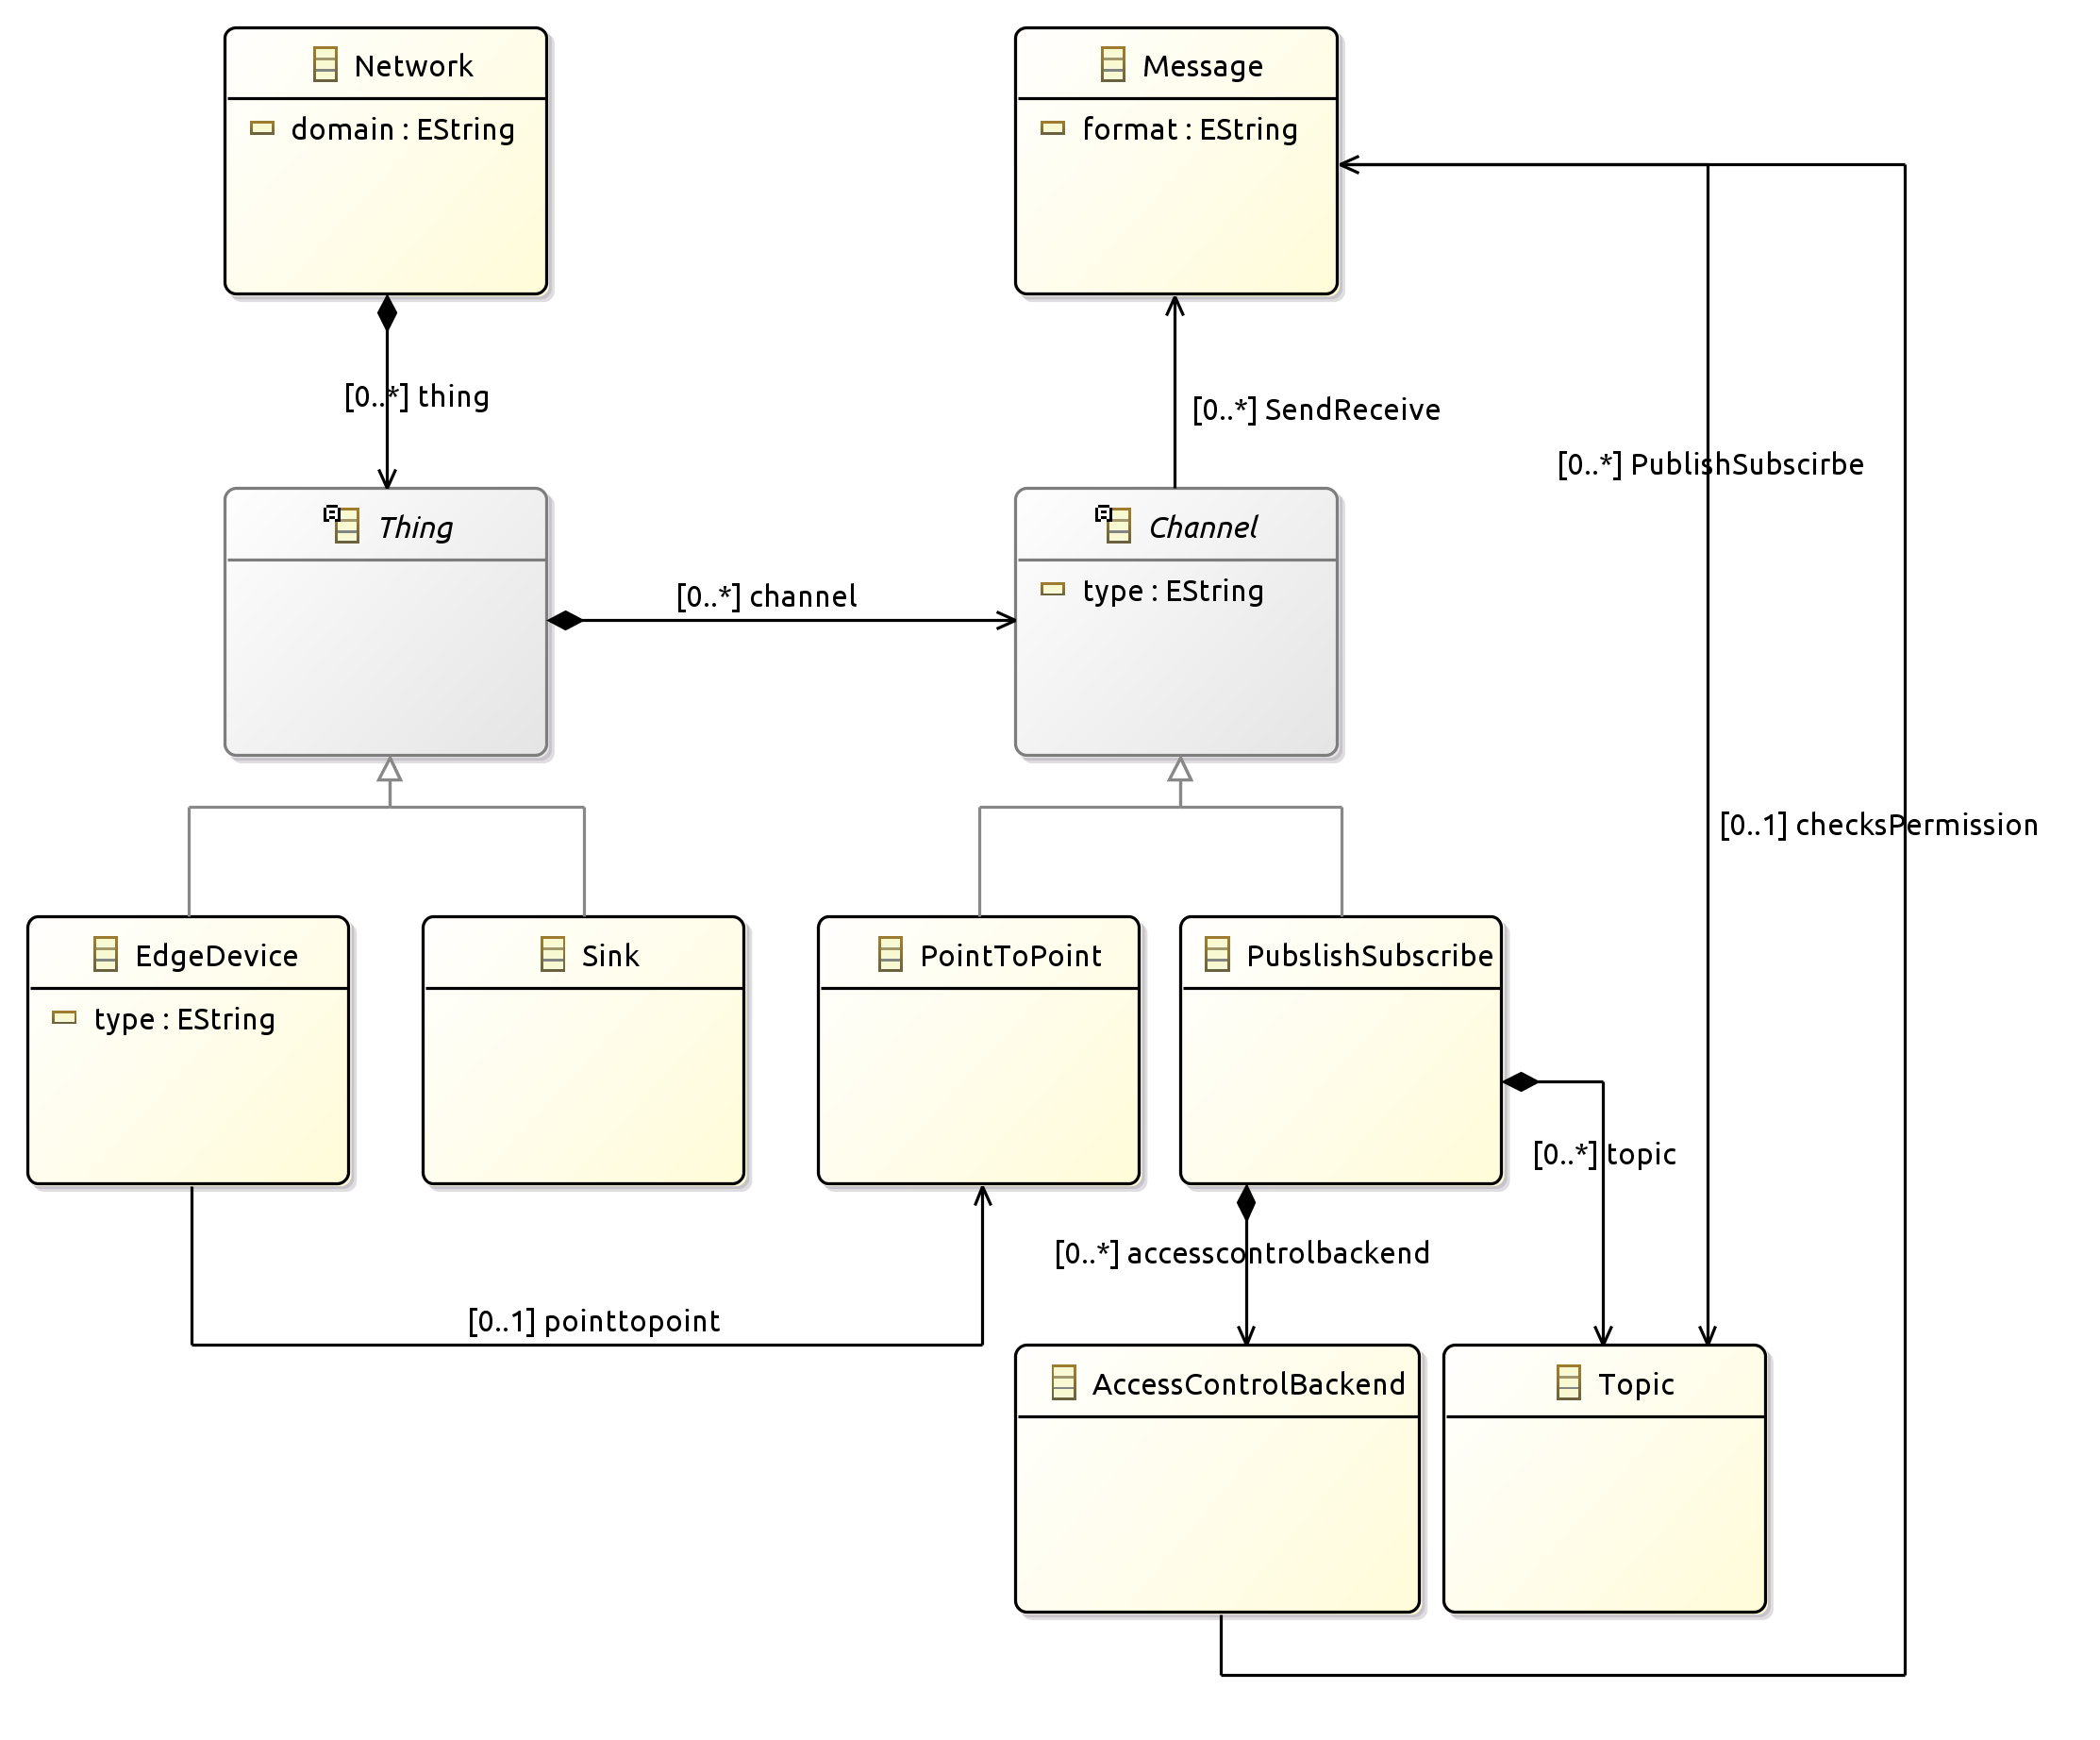 Network
domain : EString
Message
format : EString
[0..*] thing
[0..*] SendReceive
[0..*] PublishSubscirbe
Thing
Channel
type : EString
[0..*] channel
[0..1] checksPermission
EdgeDevice
type : EString
Sink
PointToPoint
PubslishSubscribe
[0..*] topic
[0..*] accesscontrolbackend
[0..1] pointtopoint
AccessControlBackend
Topic